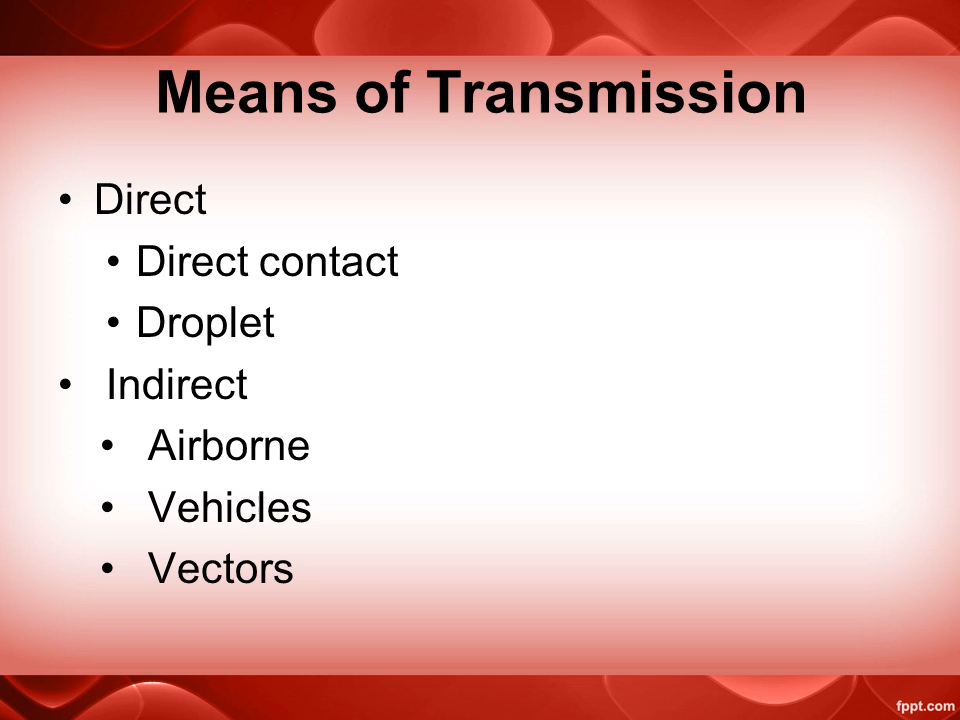 Means of Transmission
• Direct
• Direct contact
• Droplet
• Indirect
• Airborne
• Vehicles
• Vectors
fppt.com